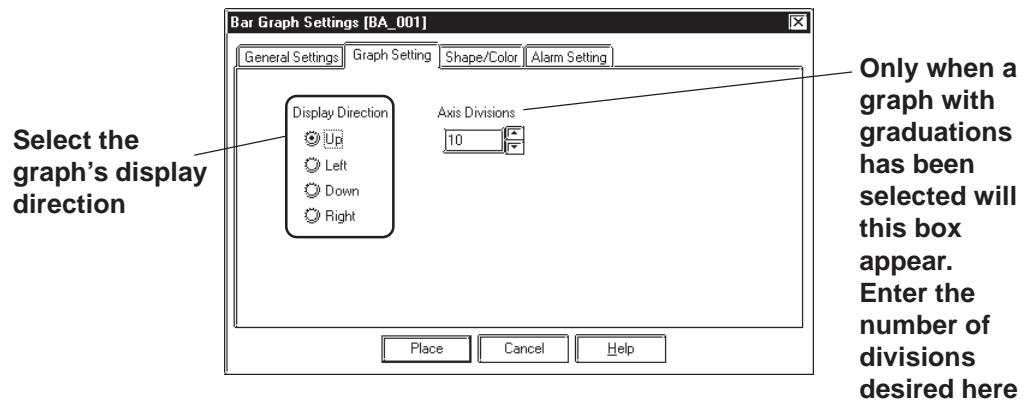 Bar Graph Settings [BA_001]
General Settings Graph Setting Shape/Color Alarm Setting
Select the
graph's display
direction
Display Direction
Up
Left
Down
Right
Axis Divisions
10
Only when a
graph with
graduations
has been
selected will
this box
appear.
Enter the
number of
divisions
desired here
Place Cancel Help